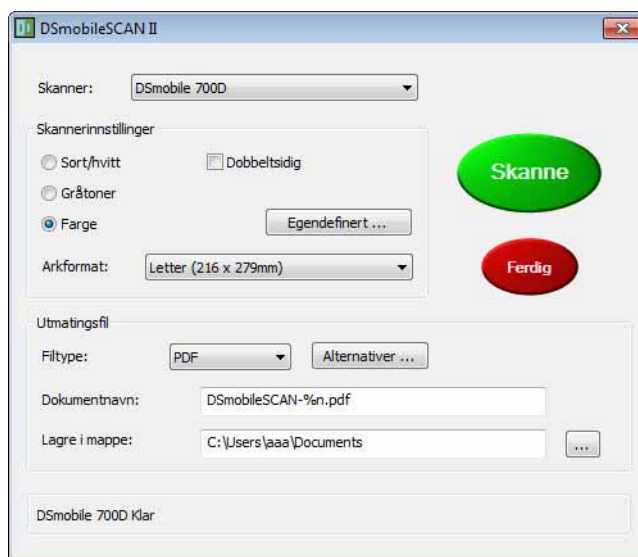 DSmobileSCAN II
Skanner: DSmobile 700D
Skannerinnstillinger
Sort/hvitt Dobbeltsidig
Skanne
Gråtoner
Farge Egendefinert ...
Arkformat: Letter (216 x 279mm)
Ferdig
Utmatingsfil
Filtype: PDF Alternativer ...
Dokumentnavn: DSmobileSCAN-%n.pdf
Lagre i mappe: C:\Users\aaa\Documents ...
DSmobile 700D Klar